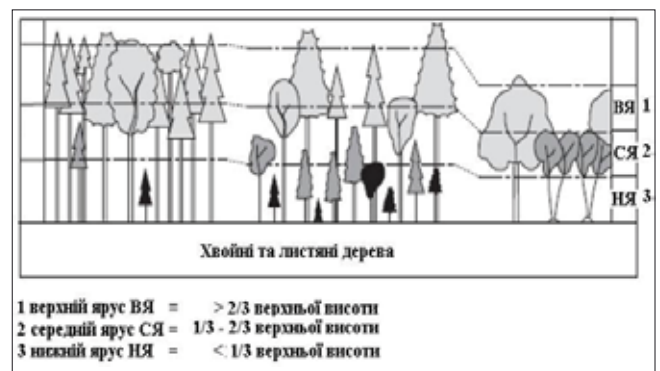 ВЯ 1
СЯ 2
НЯ 3
Хвойні та листяні дерева
1 верхній ярус ВЯ = > 2/3 верхньої висоти
2 середній ярус СЯ = 1/3 - 2/3 верхньої висоти
3 нижній ярус НЯ = < 1/3 верхньої висоти